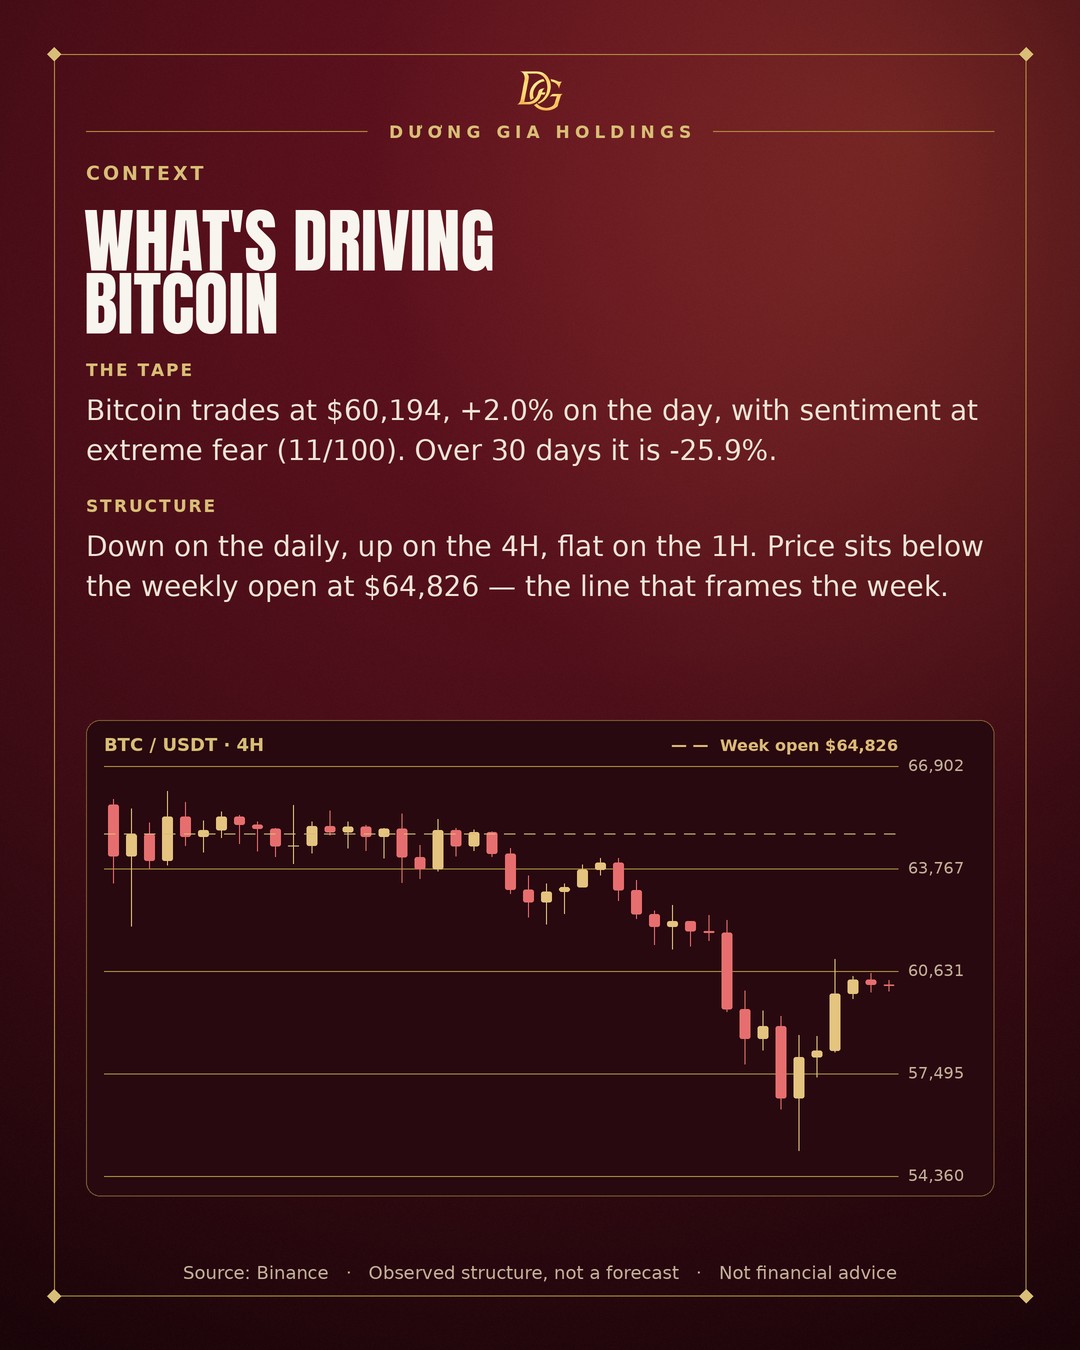 DG
DƯƠNG GIA HOLDINGS
CONTEXT
WHAT'S DRIVING
BITCOIN
THE TAPE
Bitcoin trades at $60,194, +2.0% on the day, with sentiment at
extreme fear (11/100). Over 30 days it is -25.9%.
STRUCTURE
Down on the daily, up on the 4H, flat on the 1H. Price sits below
the weekly open at $64,826 — the line that frames the week.
BTC / USDT · 4H
Week open $64,826
66,902
63,767
60,631
57,495
54,360
Source: Binance · Observed structure, not a forecast · Not financial advice